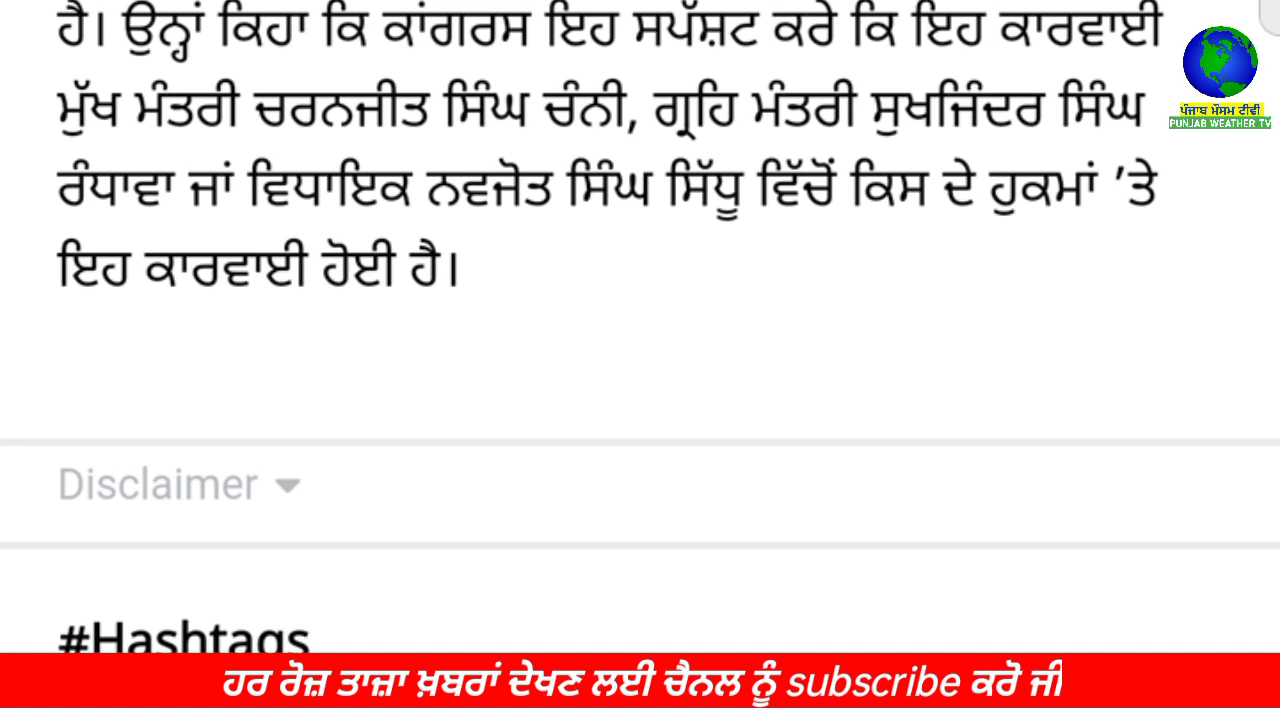 ਹੈ। ਉਨ੍ਹਾਂ ਕਿਹਾ ਕਿ ਕਾਂਗਰਸ ਇਹ ਸਪੱਸ਼ਟ ਕਰੇ ਕਿ ਇਹ ਕਾਰਵਾਈ
ਮੁੱਖ ਮੰਤਰੀ ਚਰਨਜੀਤ ਸਿੰਘ ਚੰਨੀ, ਗ੍ਰਹਿ ਮੰਤਰੀ ਸੁਖਜਿੰਦਰ ਸਿੰਘ
ਰੰਧਾਵਾ ਜਾਂ ਵਿਧਾਇਕ ਨਵਜੋਤ ਸਿੰਘ ਸਿੱਧੂ ਵਿੱਚੋਂ ਕਿਸ ਦੇ ਹੁਕਮਾਂ ’ਤੇ
ਇਹ ਕਾਰਵਾਈ ਹੋਈ ਹੈ।
ਪੰਜਾਬ ਮੌਸਮ ਟੀਵੀ
PUNJAB WEATHER TV
Disclaimer
#Hashtags
ਹਰ ਰੋਜ਼ ਤਾਜ਼ਾ ਖ਼ਬਰਾਂ ਦੇਖਣ ਲਈ ਚੈਨਲ ਨੂੰ subscribe ਕਰੋ ਜੀ